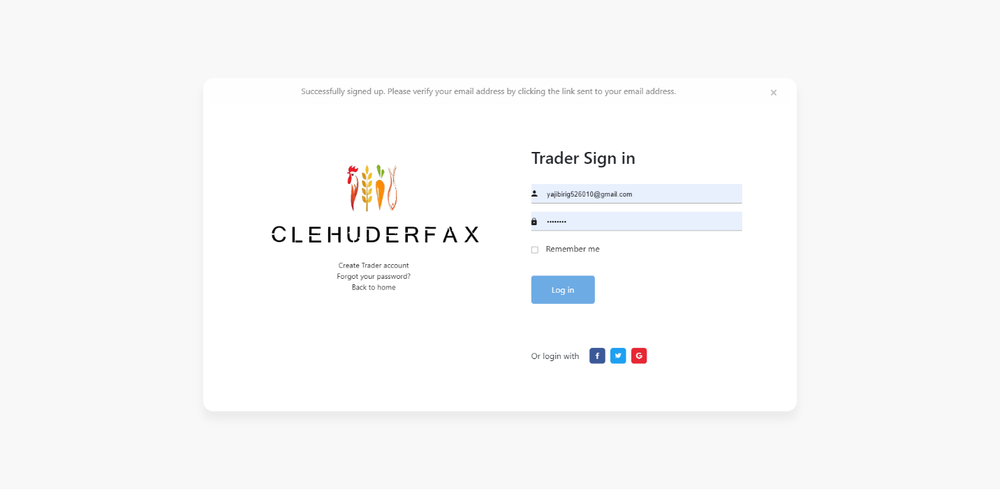 Successfully signed up. Please verify your email address by clicking the link sent to your email address.
×
CLEHUDERFAX
Create Trader account
Forgot your password?
Back to home
Trader Sign in
yajibirig526010@gmail.com
••••••••
Remember me
Log in
Or login with